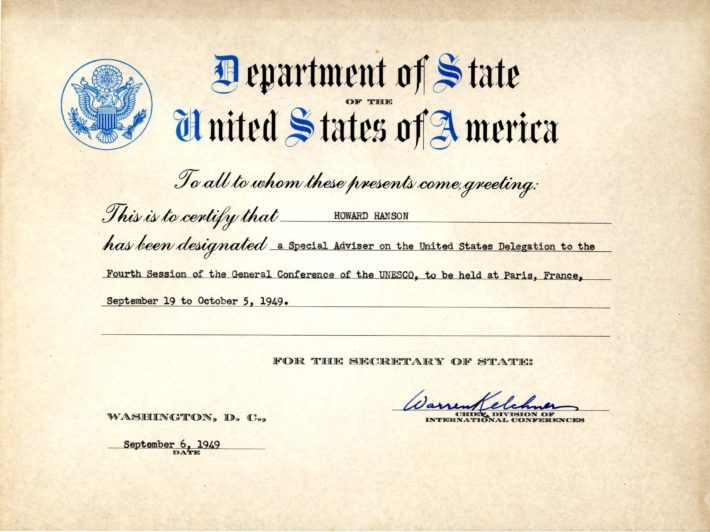 Department of State
OF THE
United States of America
To all to whom these presents come, greeting:
This is to certify that HOWARD HANSON
has been designated a Special Adviser on the United States Delegation to the
Fourth Session of the General Conference of the UNESCO, to be held at Paris, France,
September 19 to October 5, 1949.
FOR THE SECRETARY OF STATE:
Warren Kelchner
CHIEF, DIVISION OF
INTERNATIONAL CONFERENCES
WASHINGTON, D. C.,
September 6, 1949
DATE